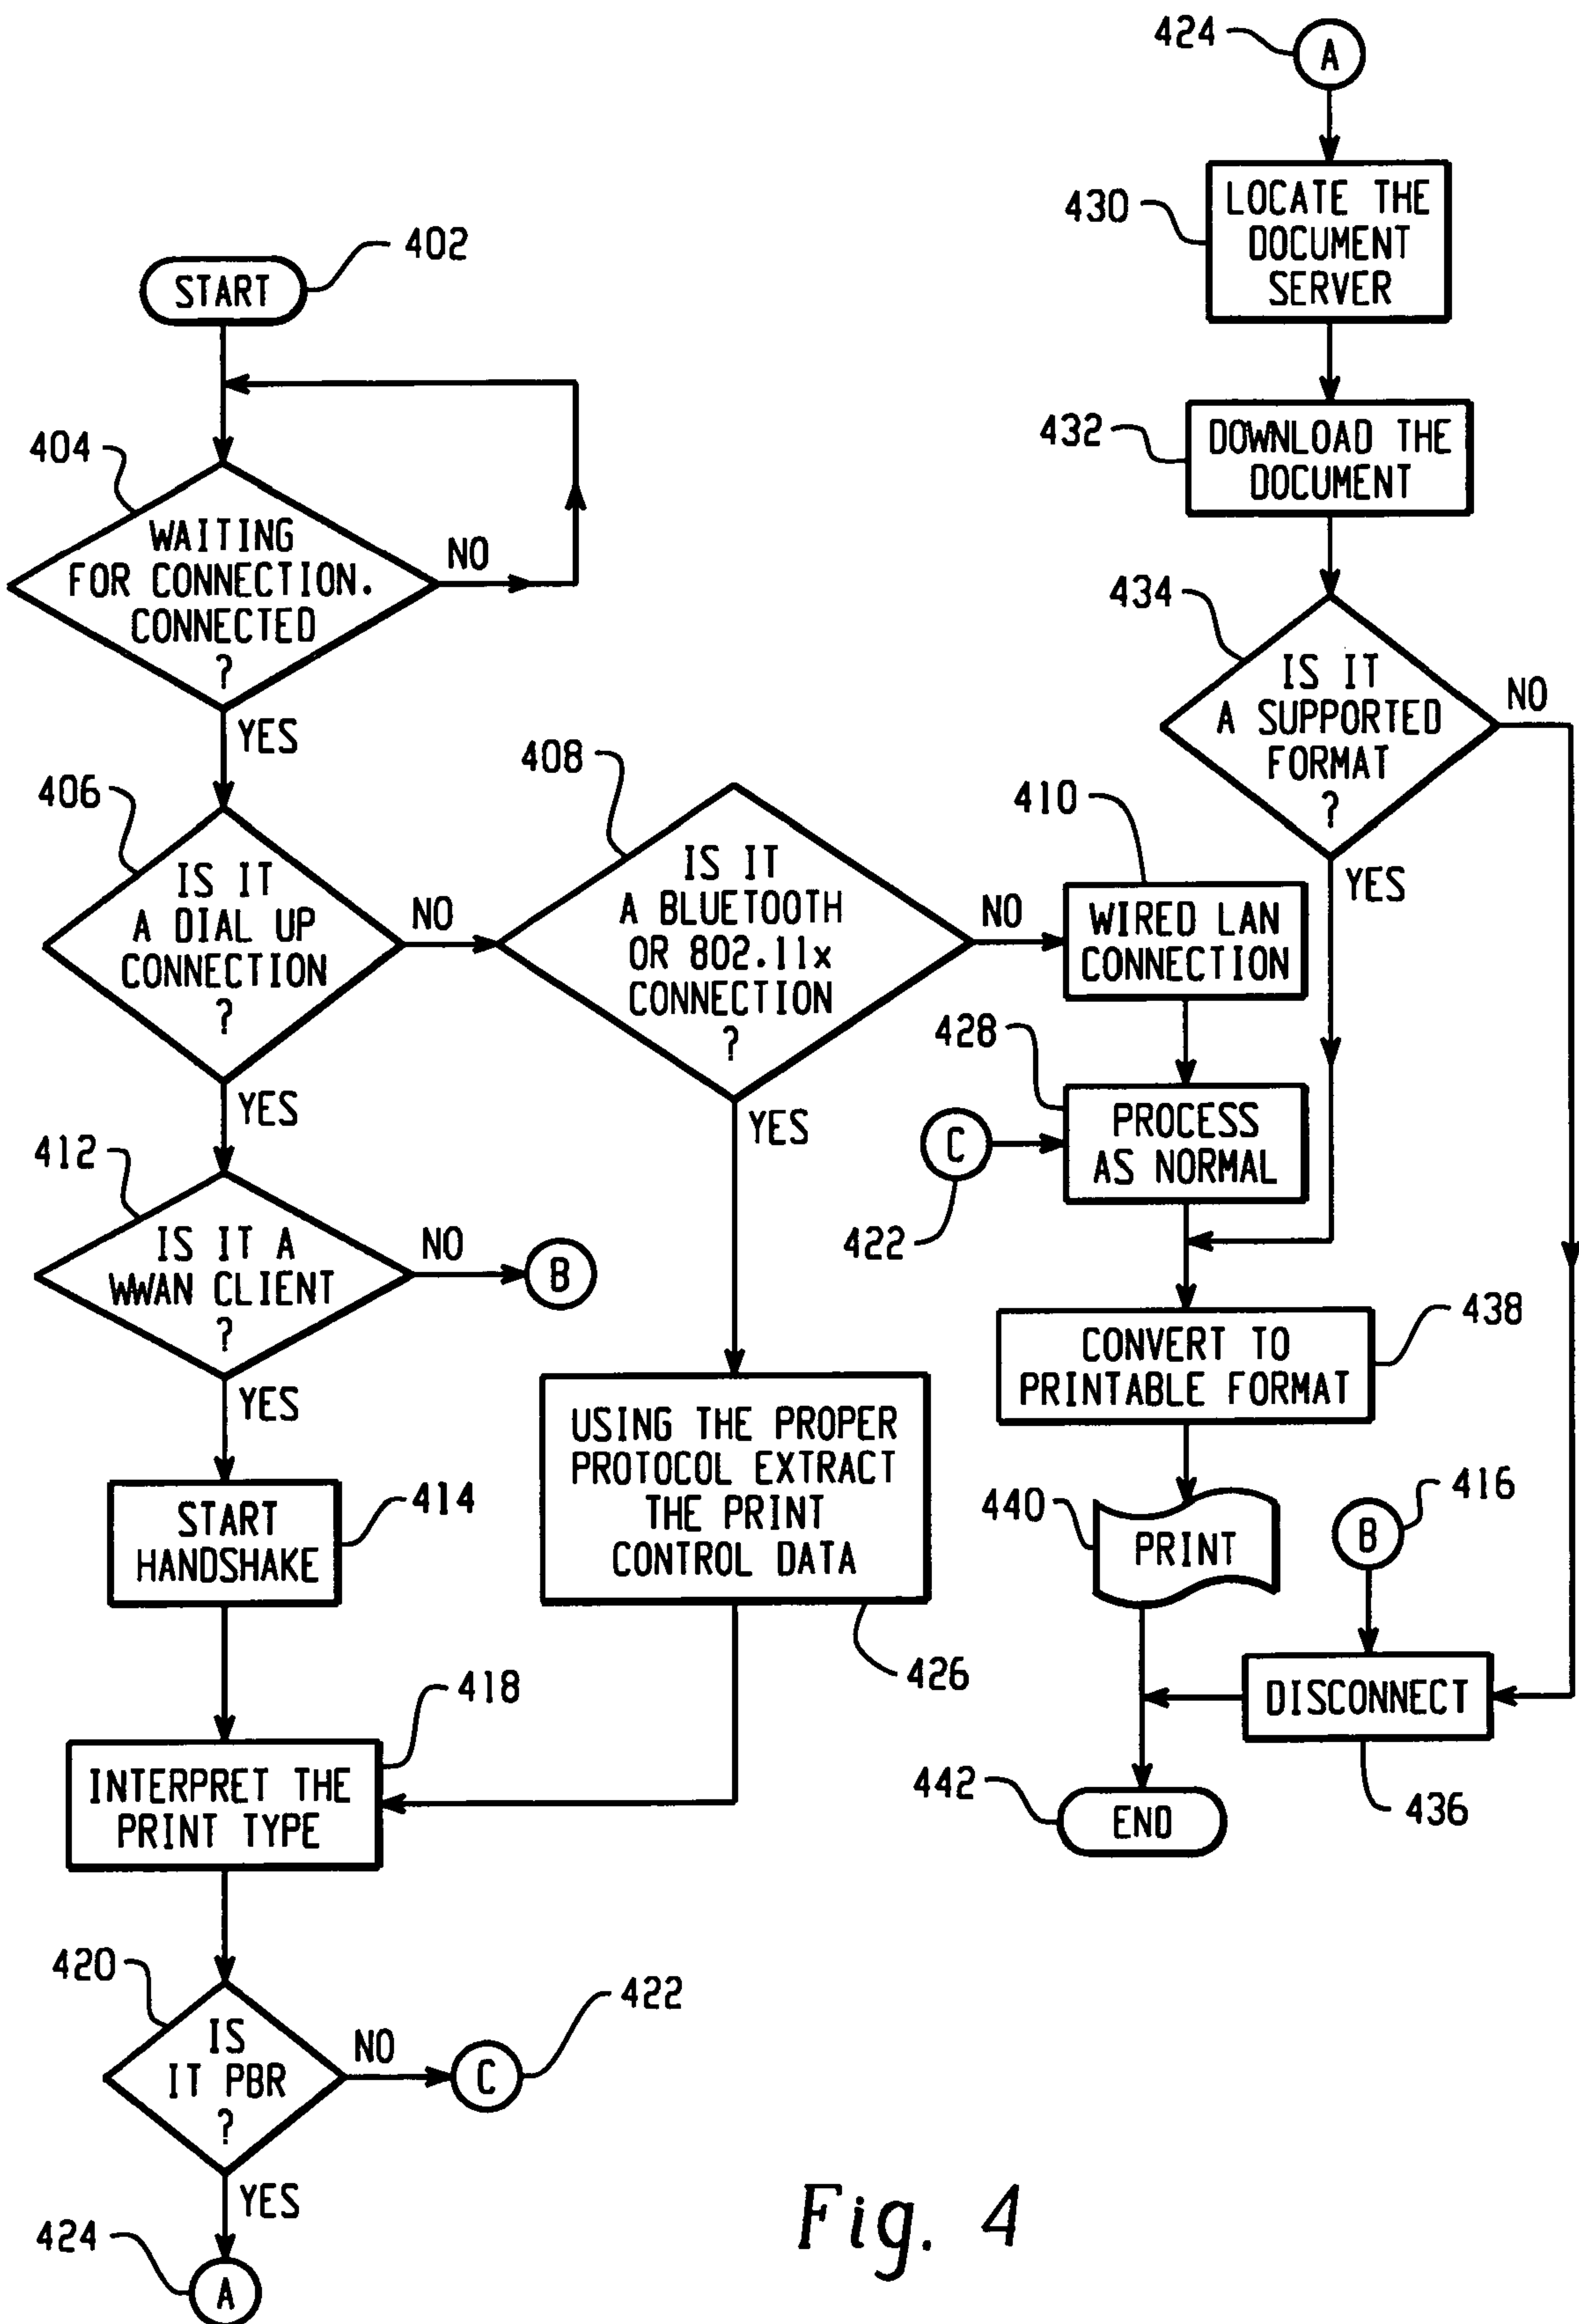 402
START
404
WAITING
FOR CONNECTION.
CONNECTED
?
NO
YES
406
IS IT
A DIAL UP
CONNECTION
?
NO
YES
408
IS IT
A BLUETOOTH
OR 802.11x
CONNECTION
?
NO
YES
410
WIRED LAN
CONNECTION
412
IS IT A
WWAN CLIENT
?
NO
B
YES
START
HANDSHAKE
414
USING THE PROPER
PROTOCOL EXTRACT
THE PRINT
CONTROL DATA
426
418
INTERPRET THE
PRINT TYPE
420
IS
IT PBR
?
NO
C
422
YES
424
A
424
A
430
LOCATE THE
DOCUMENT
SERVER
432
DOWNLOAD THE
DOCUMENT
434
IS IT
A SUPPORTED
FORMAT
?
NO
YES
428
PROCESS
AS NORMAL
C
422
CONVERT TO
PRINTABLE FORMAT
438
440
PRINT
416
B
DISCONNECT
436
442
END
Fig. 4